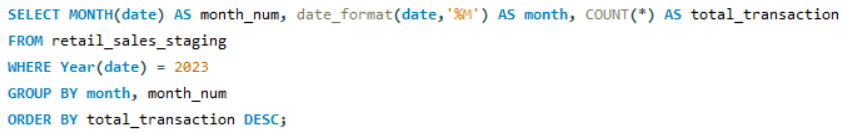 SELECT MONTH(date) AS month_num, date_format(date,'%M') AS month, COUNT(*) AS total_transaction
FROM retail_sales_staging
WHERE Year(date) = 2023
GROUP BY month, month_num
ORDER BY total_transaction DESC;